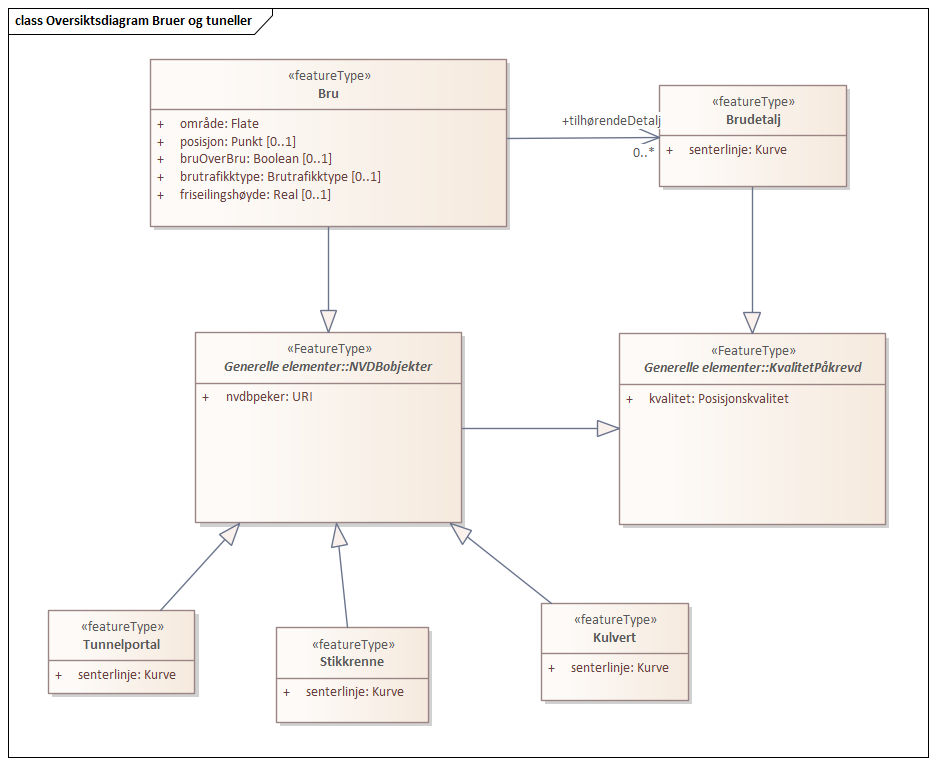 class Oversiktsdiagram Bruer og tuneller
«featureType»
Bru
+ område: Flate
+ posisjon: Punkt [0..1]
+ bruOverBru: Boolean [0..1]
+ brutrafikktype: Brutrafikktype [0..1]
+ friseilingshøyde: Real [0..1]
+tilhørendeDetalj
0..*
«featureType»
Brudetalj
+ senterlinje: Kurve
«FeatureType»
Generelle elementer::NVDBobjekter
+ nvdbpeker: URI
«FeatureType»
Generelle elementer::KvalitetPåkrevd
+ kvalitet: Posisjonskvalitet
«featureType»
Tunnelportal
+ senterlinje: Kurve
«featureType»
Stikkrenne
+ senterlinje: Kurve
«featureType»
Kulvert
+ senterlinje: Kurve